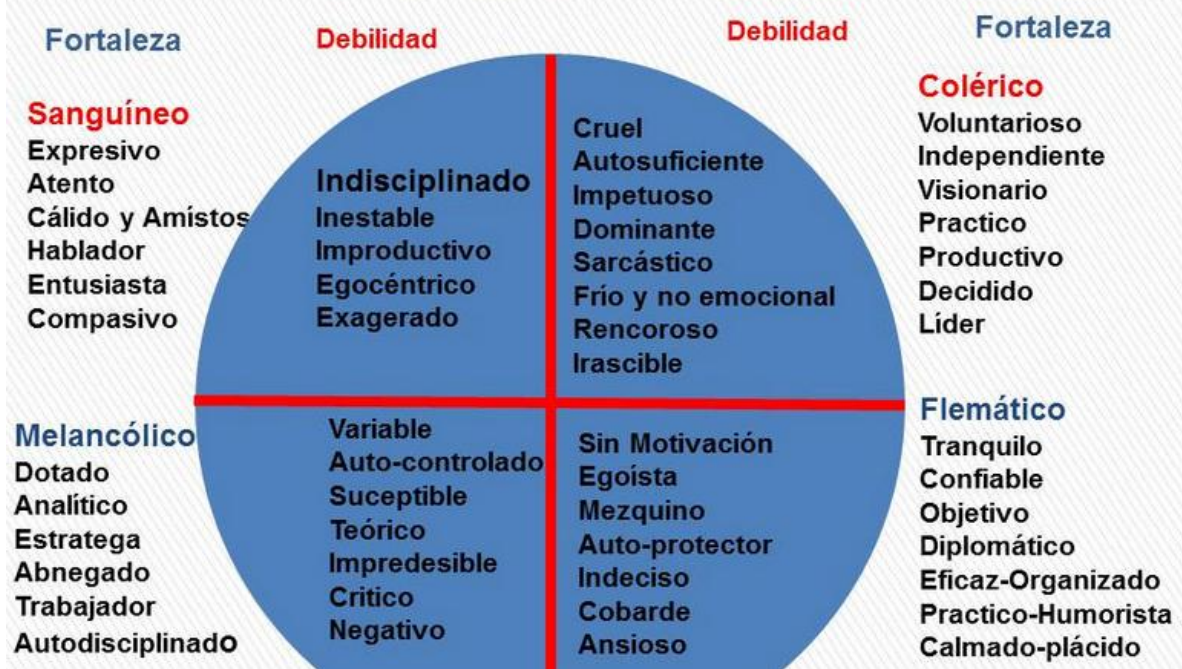 Fortaleza
Debilidad
Debilidad
Fortaleza
Sanguíneo
Expresivo
Atento
Cálido y Amístos
Hablador
Entusiasta
Compasivo
Indisciplinado
Inestable
Improductivo
Egocéntrico
Exagerado
Cruel
Autosuficiente
Impetuoso
Dominante
Sarcástico
Frío y no emocional
Rencoroso
Irascible
Colérico
Voluntarioso
Independiente
Visionario
Practico
Productivo
Decidido
Líder
Melancólico
Dotado
Analítico
Estratega
Abnegado
Trabajador
Autodisciplinado
Variable
Auto-controlado
Suceptible
Teórico
Impredesible
Critico
Negativo
Sin Motivación
Egoísta
Mezquino
Auto-protector
Indeciso
Cobarde
Ansioso
Flemático
Tranquilo
Confiable
Objetivo
Diplomático
Eficaz-Organizado
Practico-Humorista
Calmado-plácido